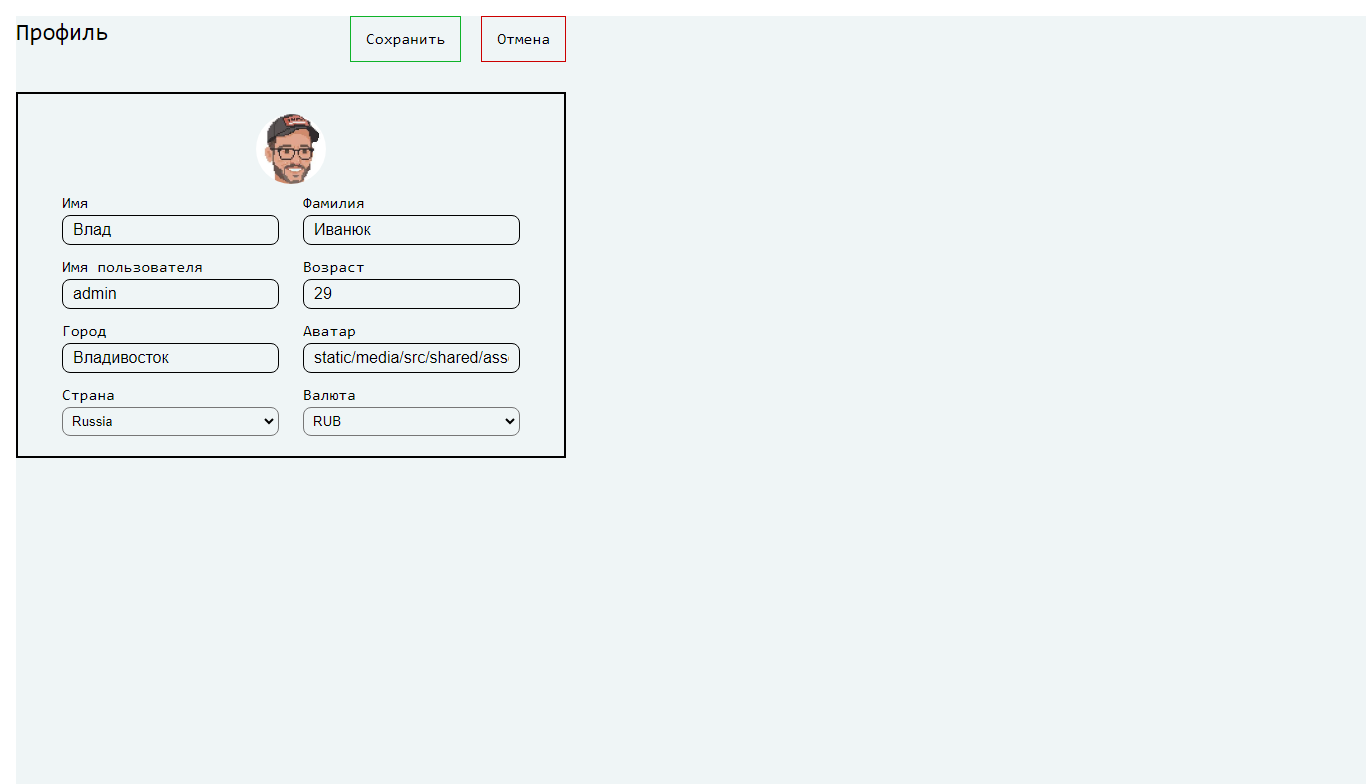 Профиль
Сохранить
Отмена
Имя
Фамилия
Влад
Иванюк
Имя пользователя
Возраст
admin
29
Город
Аватар
Владивосток
static/media/src/shared/ass
Страна
Валюта
Russia
RUB